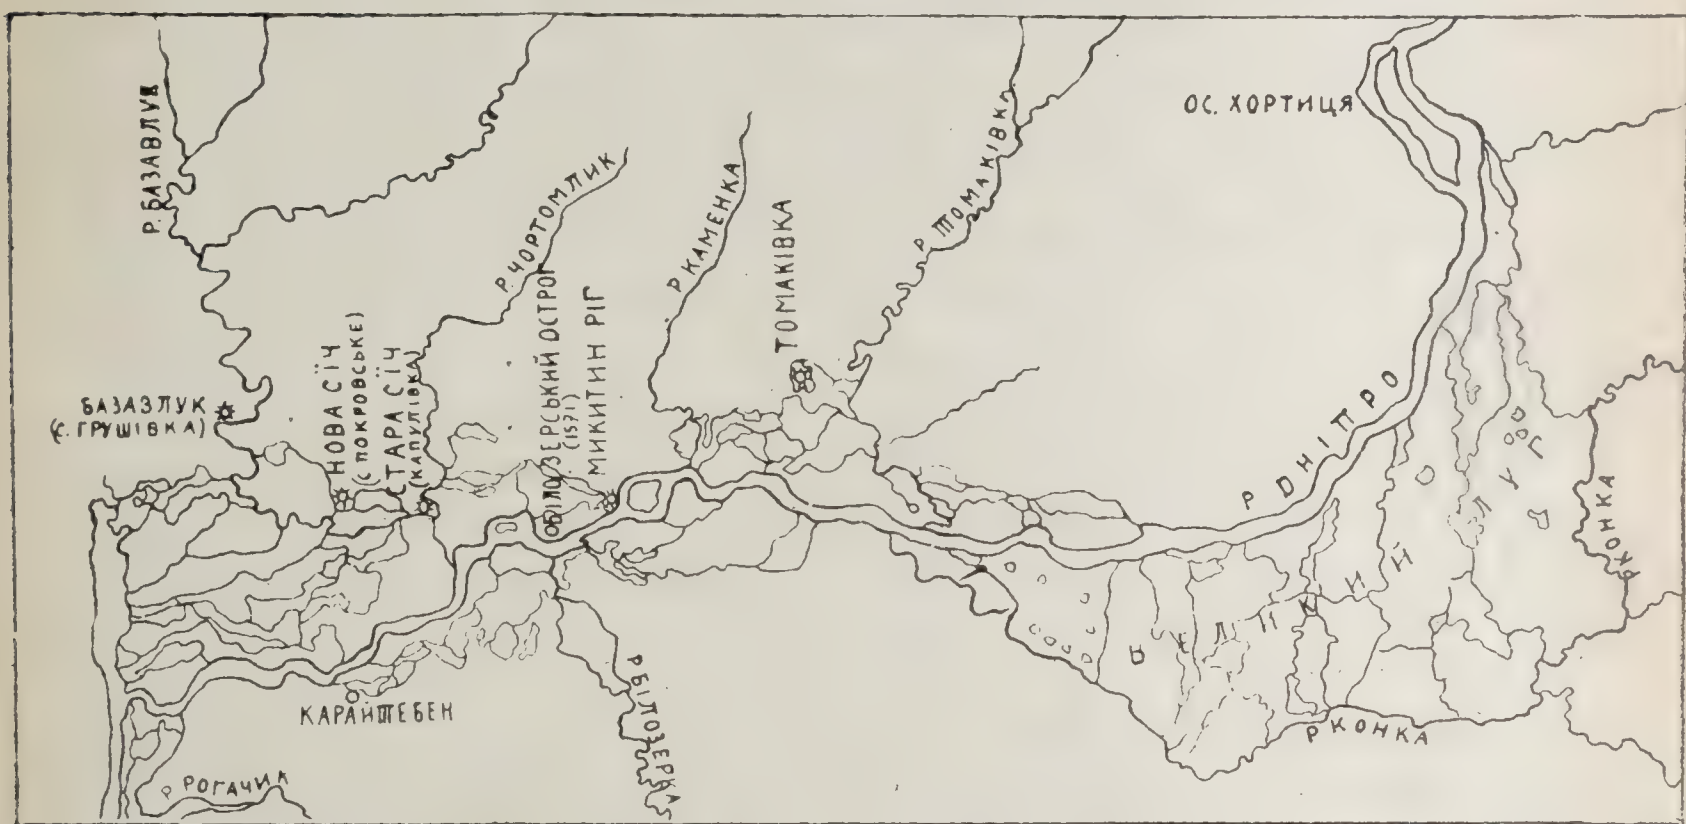 Р. БАЗАВЛУК
Р. ЧОРТОМЛИК
Р КАМЕНКА
ТОМАКІВКА
Р ТОМАКІВКА
ОС. ХОРТИЦЯ
БАЗАЗЛУК
(С. ГРУШІВКА)
НОВА СІЧ
(С ПОКРОВСЬКЕ)
СТАРА СІЧ
(КАПУЛІВКА)
БІЛОЗЕРСЬКИЙ ОСТРОГ
(1571)
МИКИТИН РІГ
Р ДНІПРО
ВЕЛИКИЙ ЛУГ
Р КОНКА
Р КОНКА
КАРАЙТЕБЕН
Р БІЛОЗЕРКА
Р РОГАЧИК